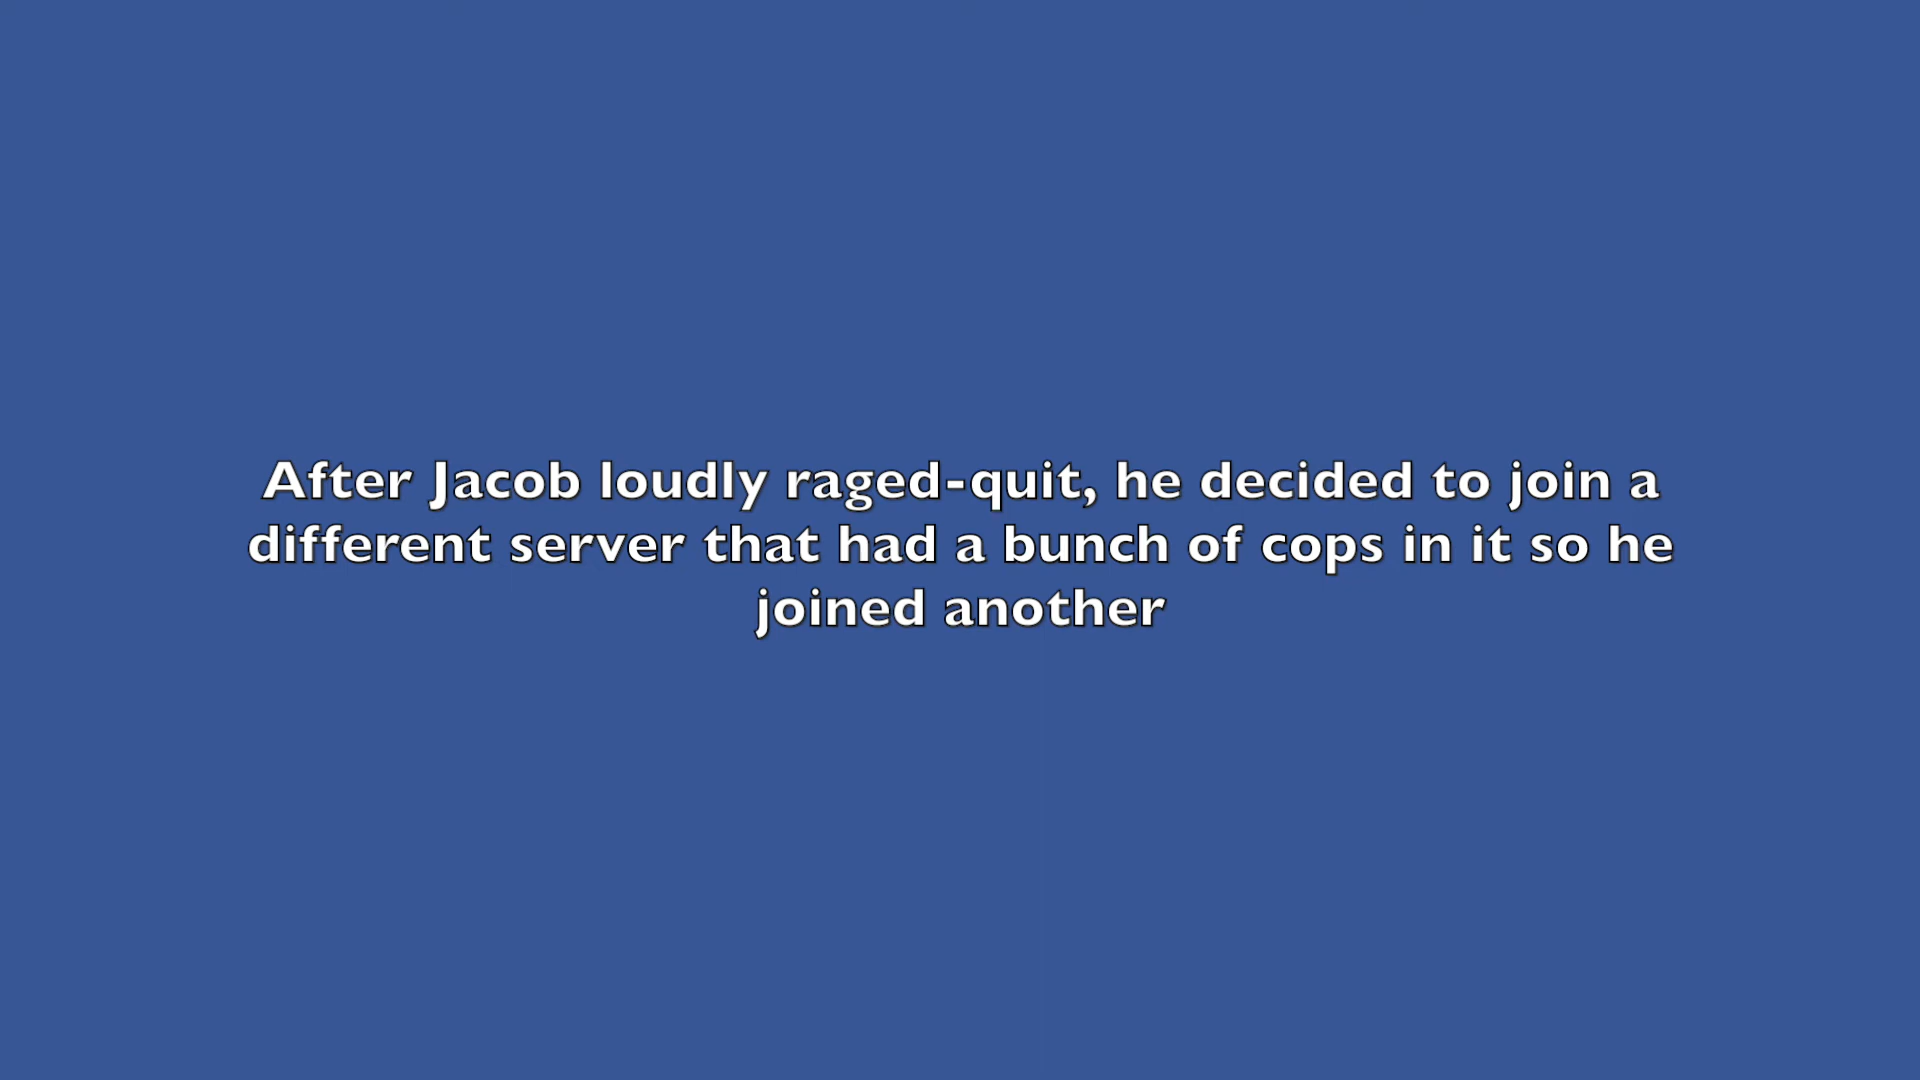 After Jacob loudly raged-quit, he decided to join a
different server that had a bunch of cops in it so he
joined another